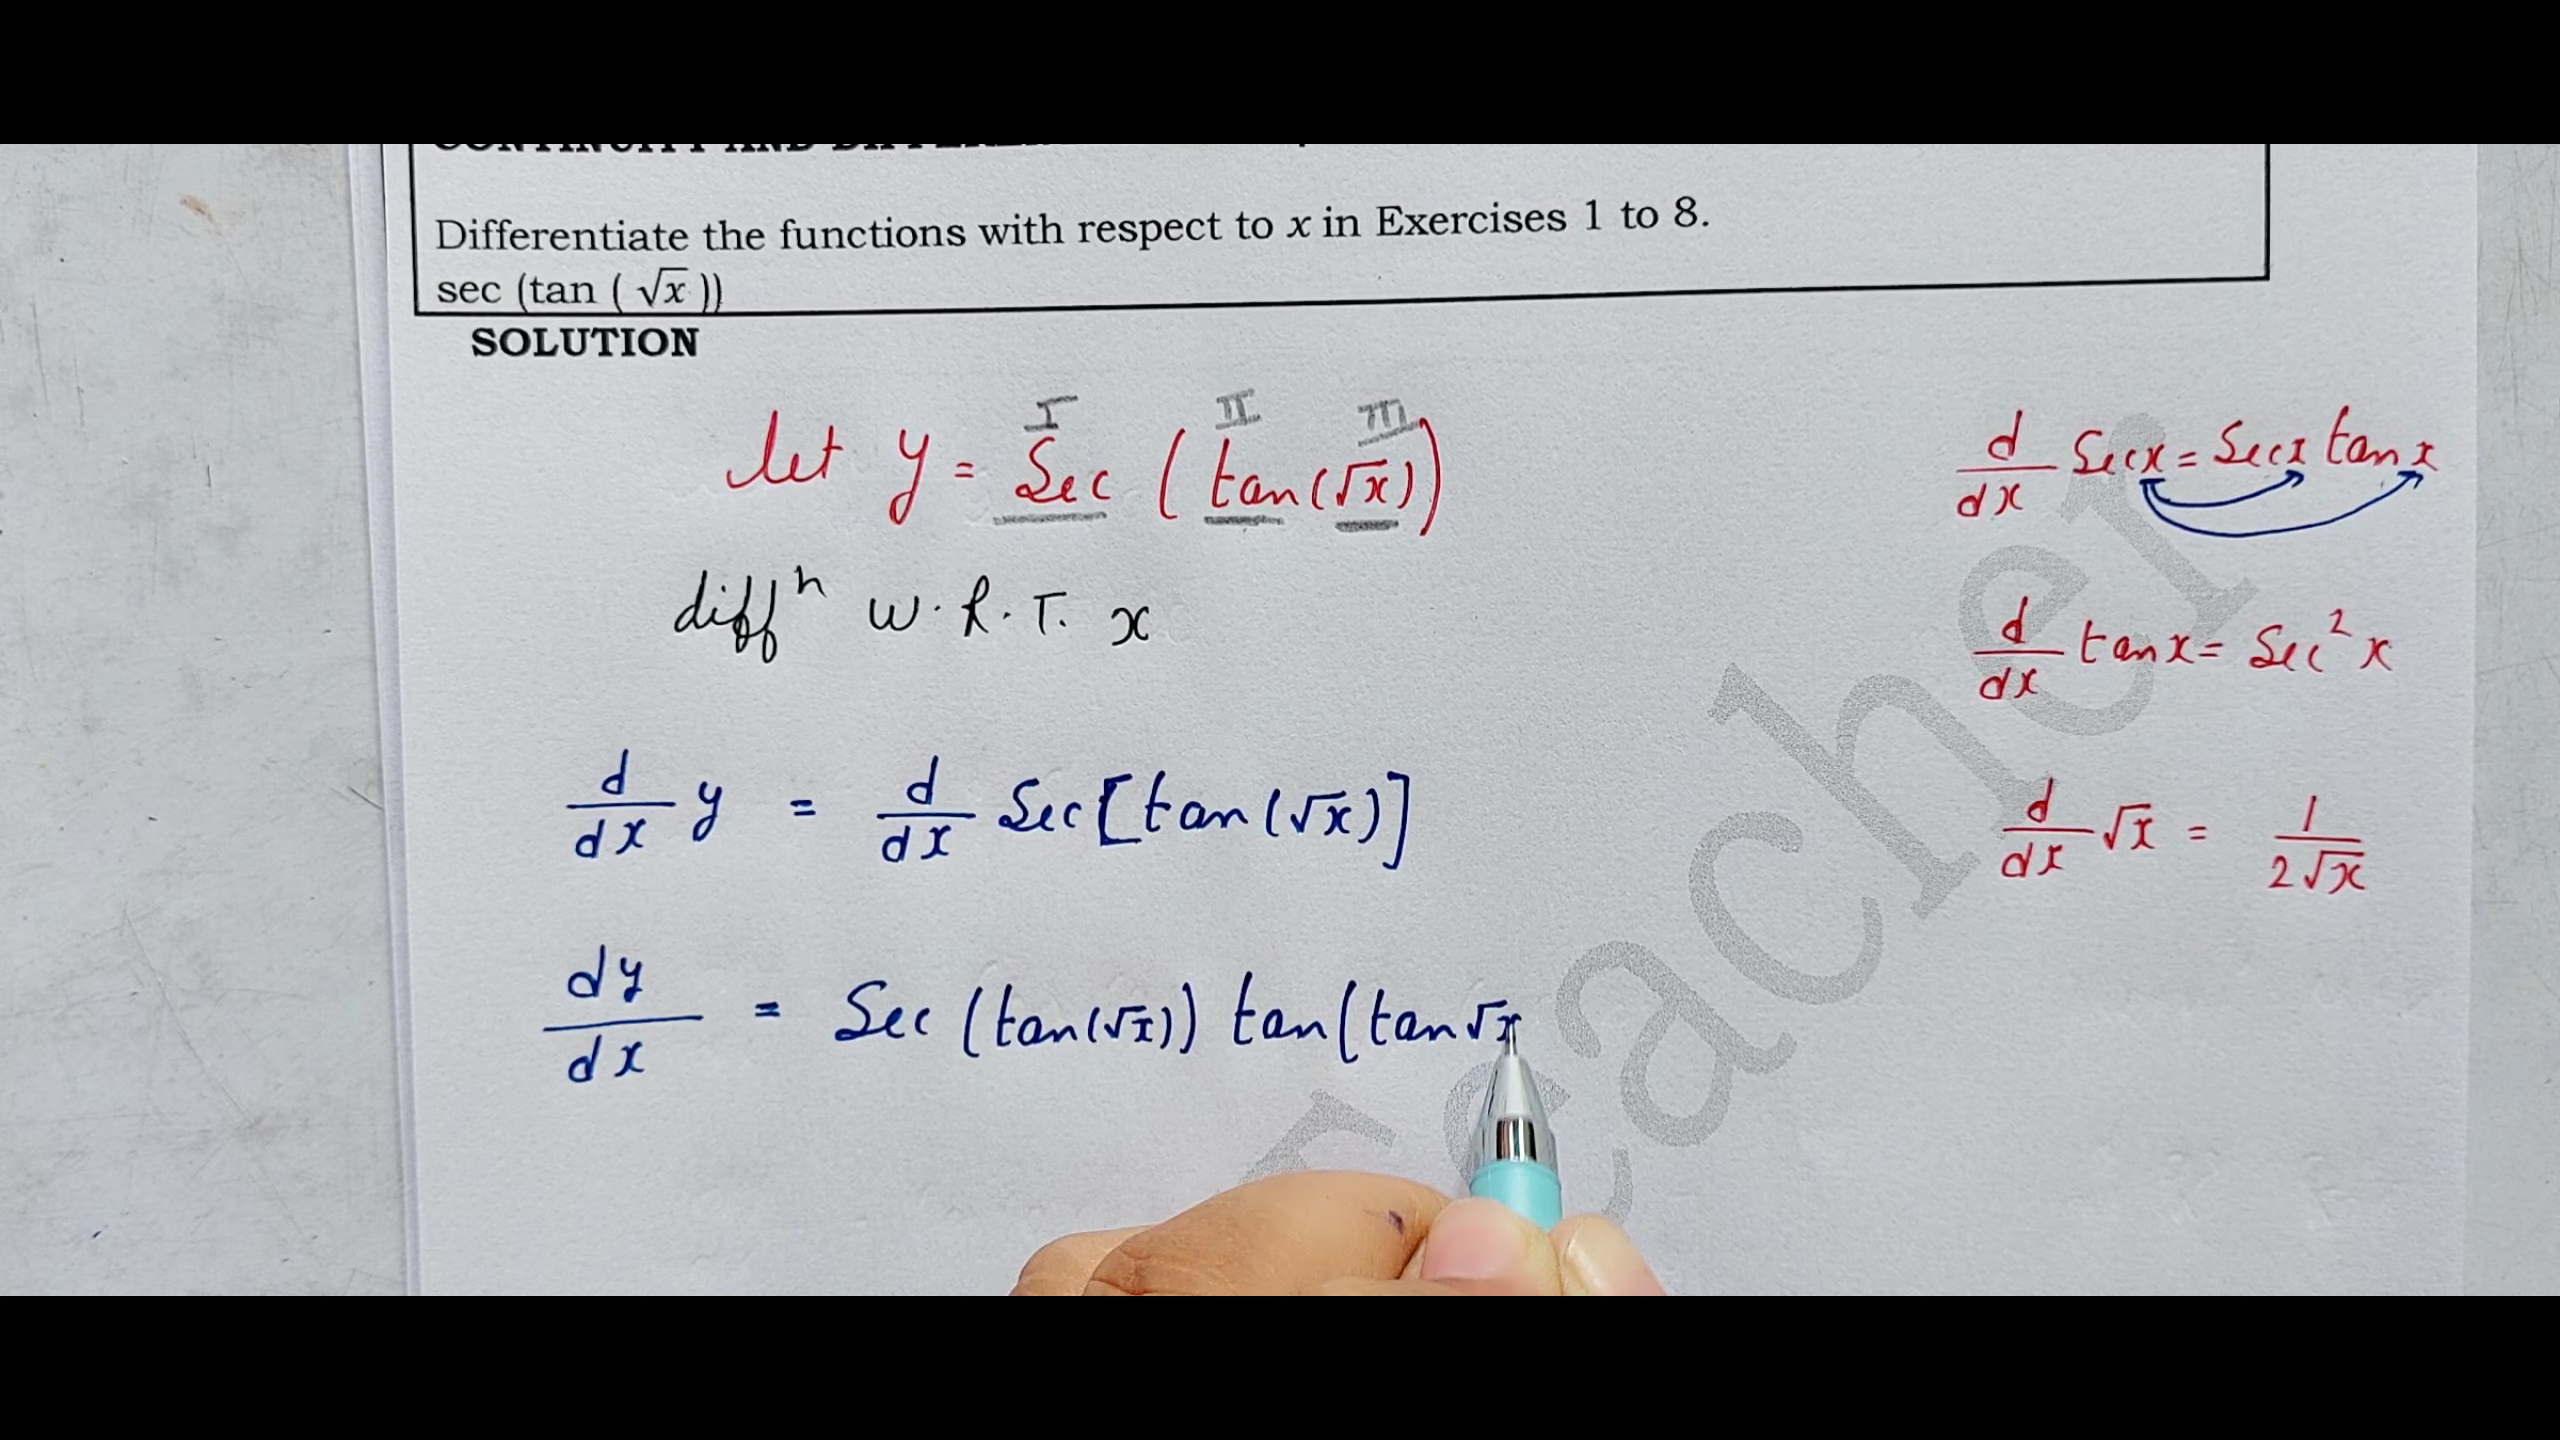 Differentiate the functions with respect to x in Exercises 1 to 8.
sec (tan ( √x ))
SOLUTION
I II III
let y = Sec (tan(√x))
diffⁿ W.R.T. x
d/dx y = d/dx Sec[tan(√x)]
dy/dx = Sec (tan(√x)) tan(tan√x
d/dx Secx = Secx tanx
d/dx tanx = Sec²x
d/dx √x = 1/2√x
Teacher